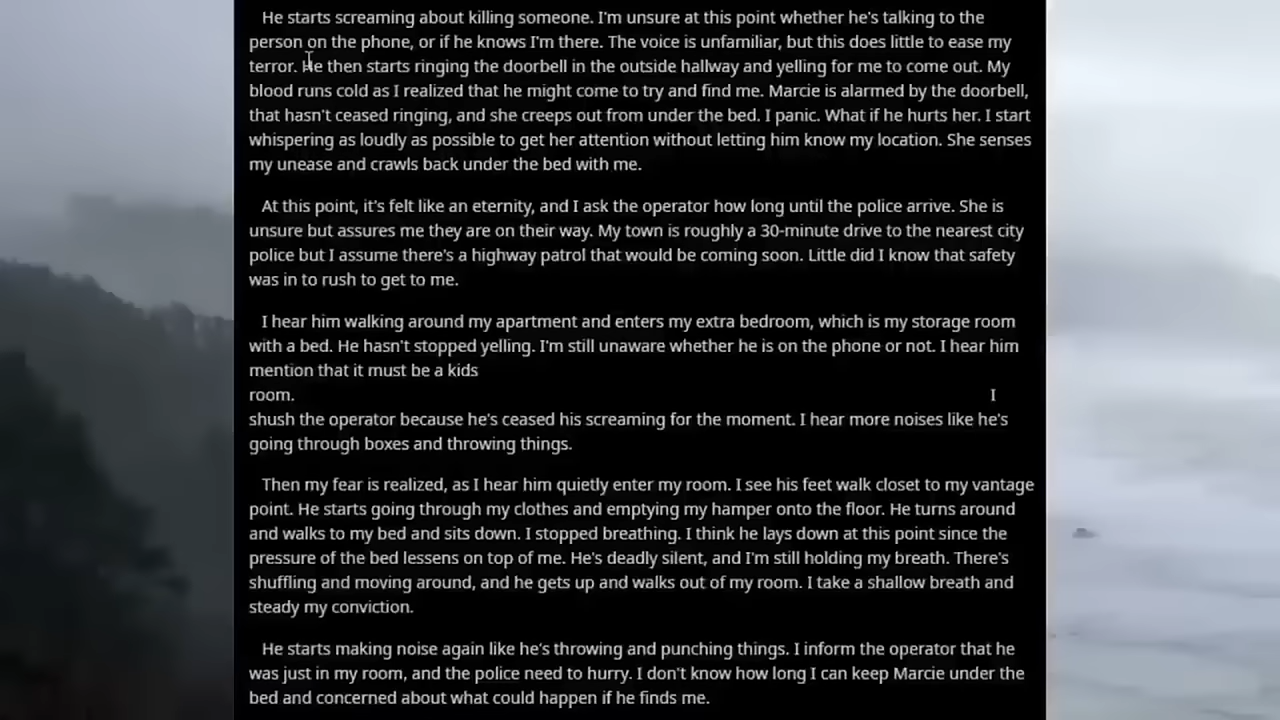 He starts screaming about killing someone. I'm unsure at this point whether he's talking to the
person on the phone, or if he knows I'm there. The voice is unfamiliar, but this does little to ease my
terror. He then starts ringing the doorbell in the outside hallway and yelling for me to come out. My
blood runs cold as I realized that he might come to try and find me. Marcie is alarmed by the doorbell,
that hasn't ceased ringing, and she creeps out from under the bed. I panic. What if he hurts her. I start
whispering as loudly as possible to get her attention without letting him know my location. She senses
my unease and crawls back under the bed with me.
At this point, it's felt like an eternity, and I ask the operator how long until the police arrive. She is
unsure but assures me they are on their way. My town is roughly a 30-minute drive to the nearest city
police but I assume there's a highway patrol that would be coming soon. Little did I know that safety
was in to rush to get to me.
I hear him walking around my apartment and enters my extra bedroom, which is my storage room
with a bed. He hasn't stopped yelling. I'm still unaware whether he is on the phone or not. I hear him
mention that it must be a kids
room. I
shush the operator because he's ceased his screaming for the moment. I hear more noises like he's
going through boxes and throwing things.
Then my fear is realized, as I hear him quietly enter my room. I see his feet walk closet to my vantage
point. He starts going through my clothes and emptying my hamper onto the floor. He turns around
and walks to my bed and sits down. I stopped breathing. I think he lays down at this point since the
pressure of the bed lessens on top of me. He's deadly silent, and I'm still holding my breath. There's
shuffling and moving around, and he gets up and walks out of my room. I take a shallow breath and
steady my conviction.
He starts making noise again like he's throwing and punching things. I inform the operator that he
was just in my room, and the police need to hurry. I don't know how long I can keep Marcie under the
bed and concerned about what could happen if he finds me.